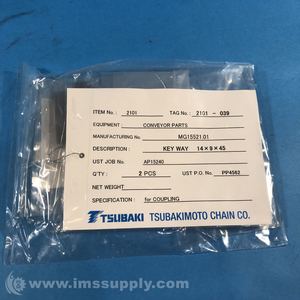 ITEM No.: 2101 TAG No.: 2101 - 039
EQUIPMENT : CONVEYOR PARTS
MANUFACTURING No. : MG15521.01
DESCRIPTION : KEY WAY 14×9×45
UST JOB No. : AP15240
Q'TY : 2 PCS UST P.O. No. : PP4562
NET WEIGHT :
SPECIFICATION : for COUPLING
TSUBAKI TSUBAKIMOTO CHAIN CO.
© www.imssupply.com/